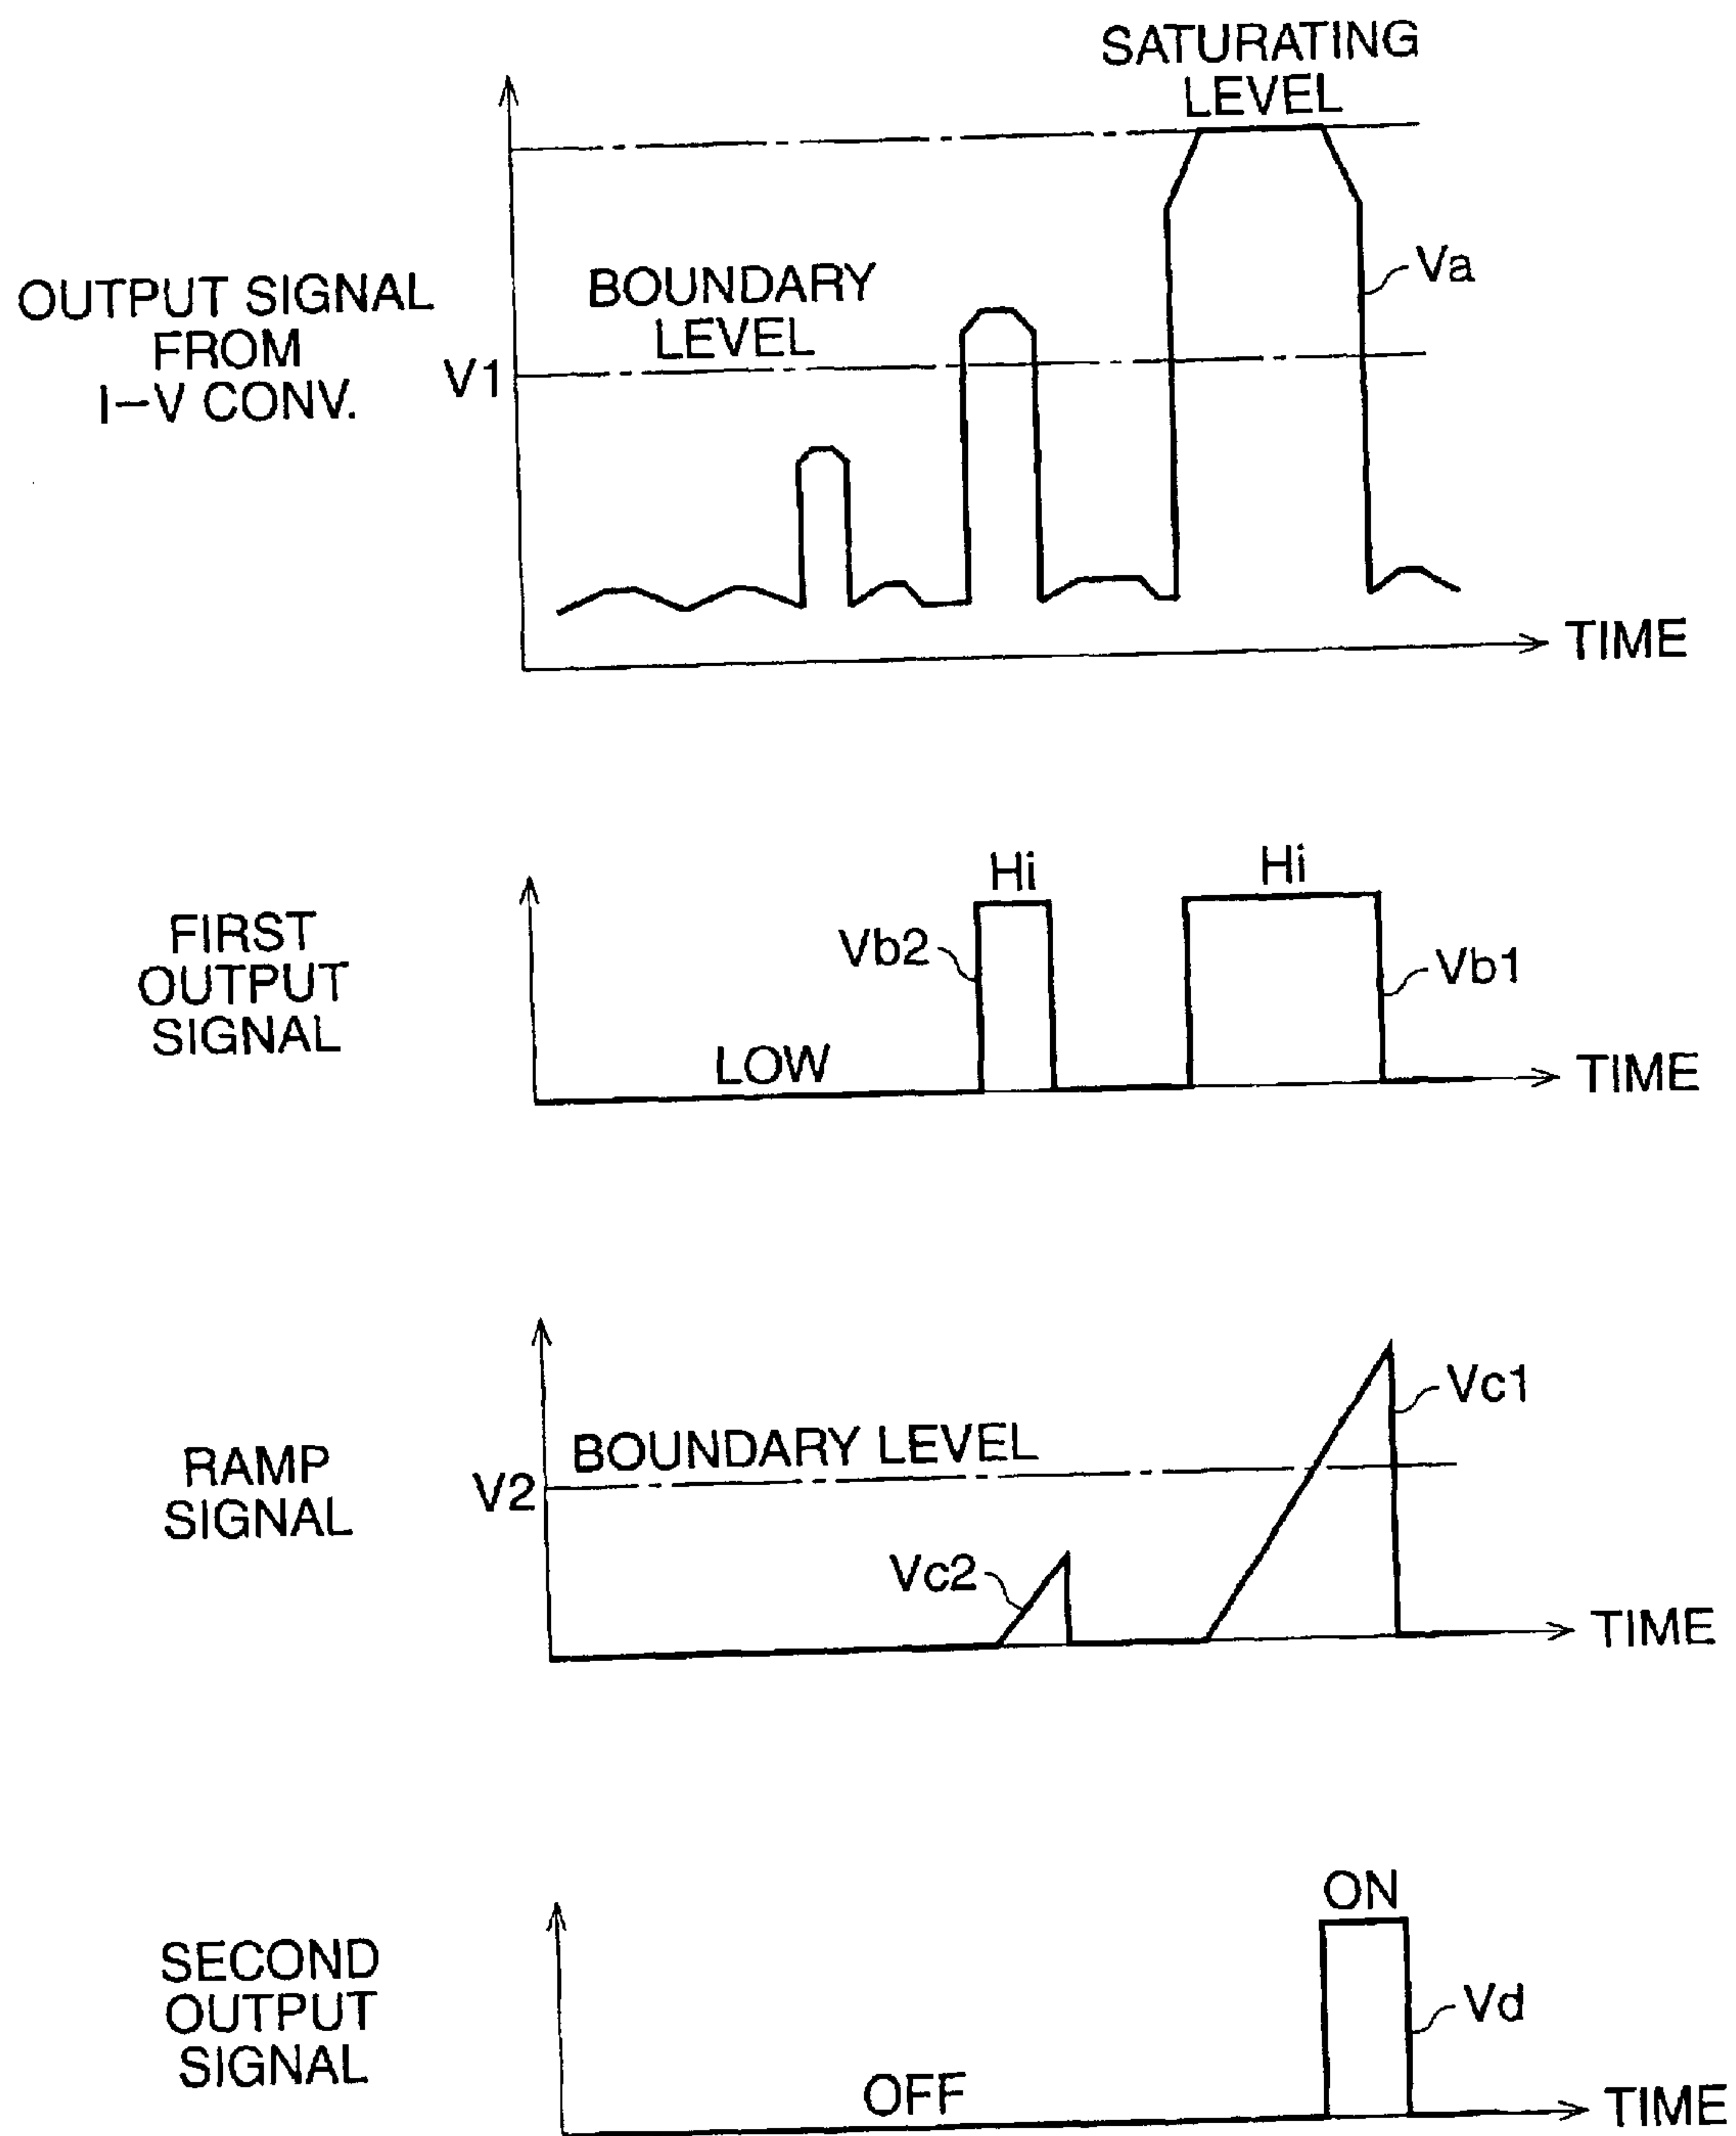 SATURATING
LEVEL
OUTPUT SIGNAL
FROM
I–V CONV.
BOUNDARY
LEVEL
V1
Va
TIME
FIRST
OUTPUT
SIGNAL
Hi
Hi
Vb2
Vb1
LOW
TIME
RAMP
SIGNAL
BOUNDARY LEVEL
V2
Vc1
Vc2
TIME
SECOND
OUTPUT
SIGNAL
ON
Vd
OFF
TIME